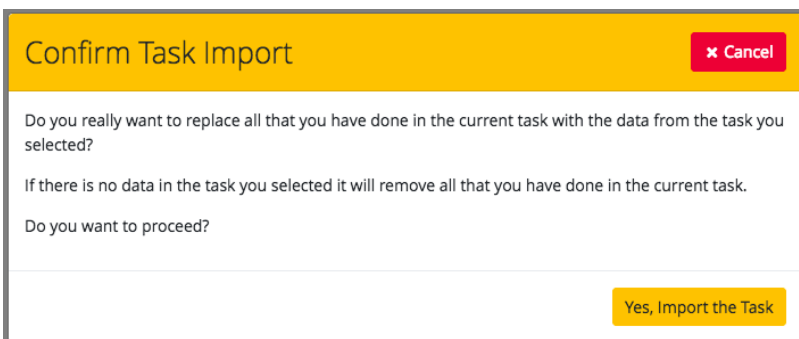 Confirm Task Import
✖ Cancel
Do you really want to replace all that you have done in the current task with the data from the task you
selected?
If there is no data in the task you selected it will remove all that you have done in the current task.
Do you want to proceed?
Yes, Import the Task